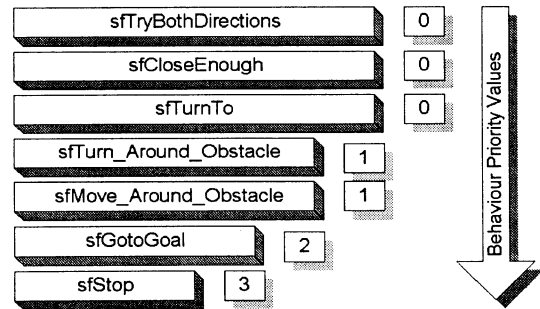 sfTryBothDirections 0
sfCloseEnough 0
sfTurnTo 0
sfTurn_Around_Obstacle 1
sfMove_Around_Obstacle 1
sfGotoGoal 2
sfStop 3
Behaviour Priority Values